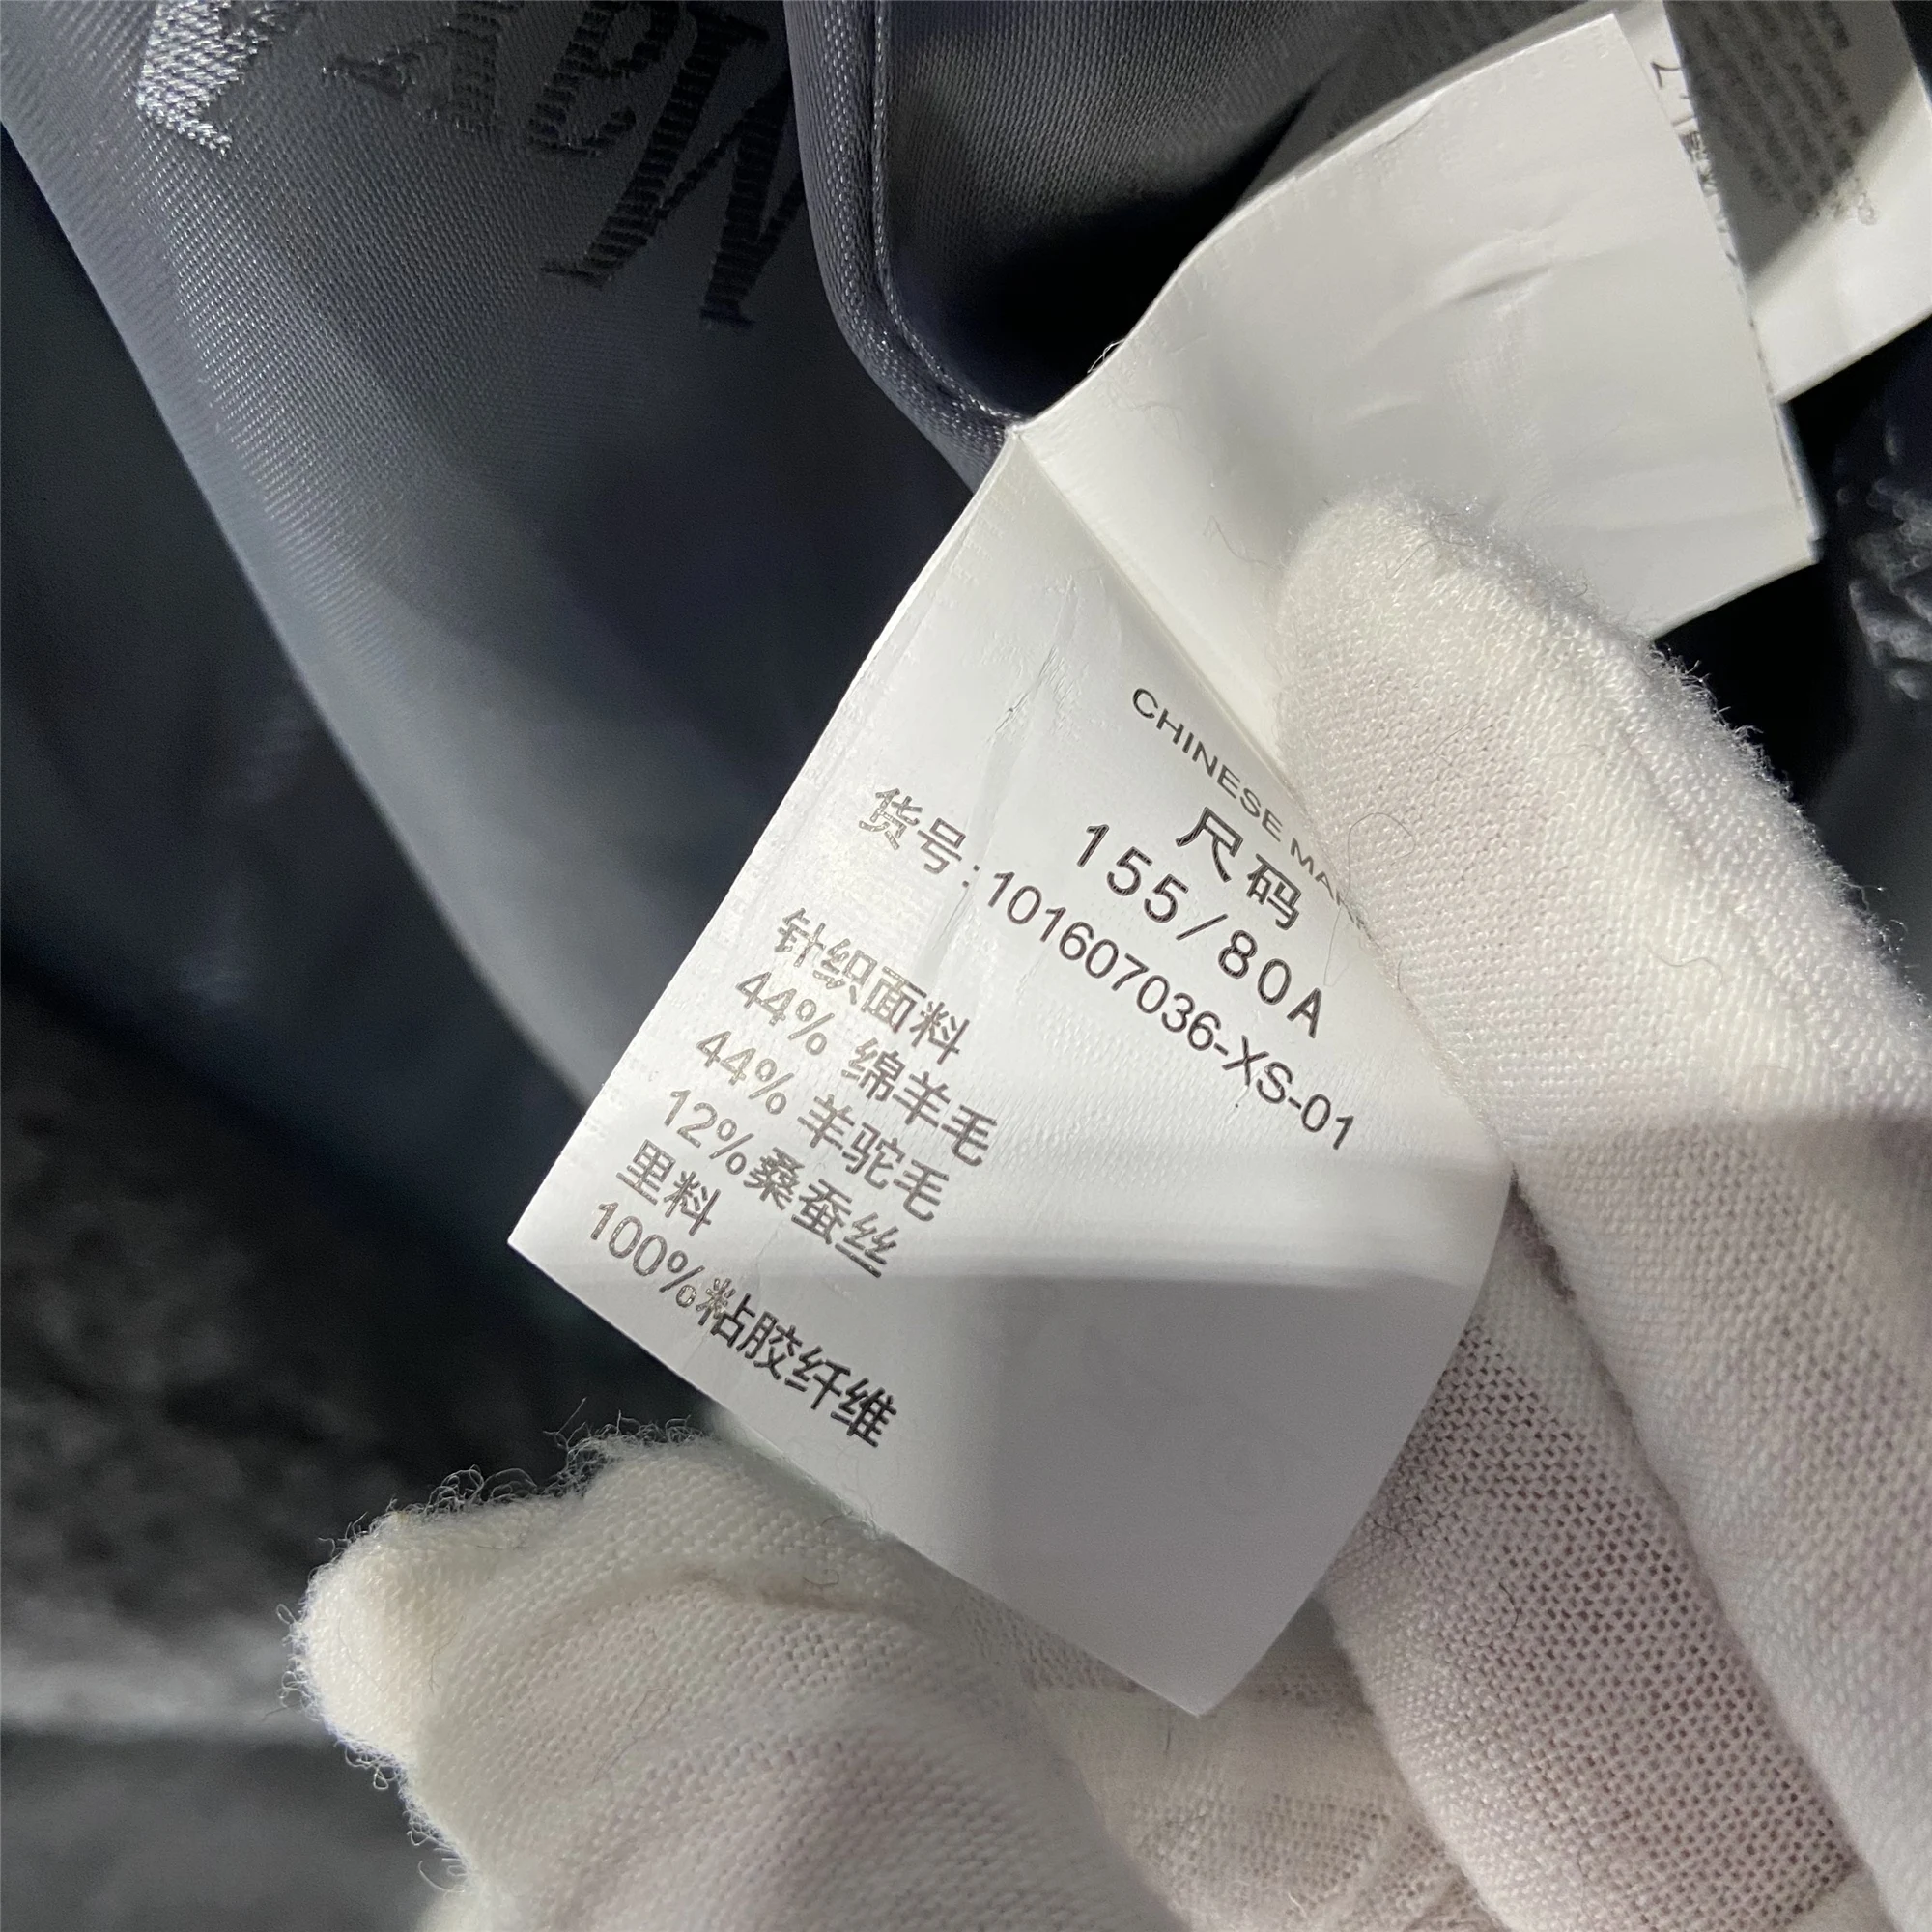 CHINESE MAR
尺码
155/80A
货号:101607036-XS-01
针织面料
44% 绵羊毛
44% 羊驼毛
12%桑蚕丝
里料
100%粘胶纤维